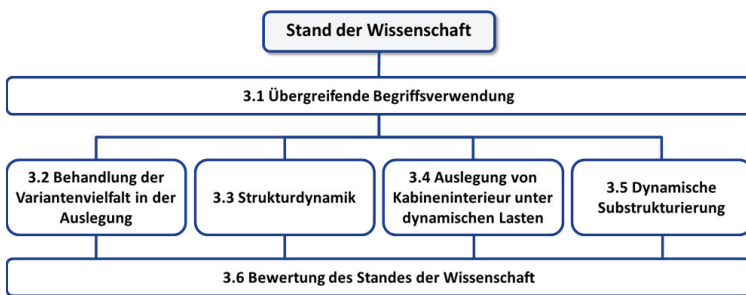 Stand der Wissenschaft
3.1 Übergreifende Begriffsverwendung
3.2 Behandlung der
Variantenvielfalt in der
Auslegung
3.3 Strukturdynamik
3.4 Auslegung von
Kabineninterieur unter
dynamischen Lasten
3.5 Dynamische
Substrukturierung
3.6 Bewertung des Standes der Wissenschaft